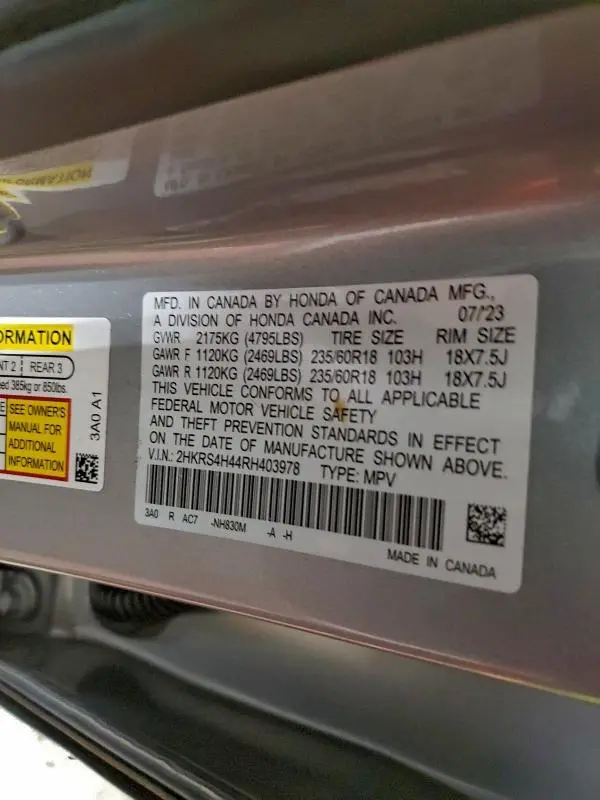 ORMATION
NT 2 REAR 3
ed 385kg or 850lbs.
SEE OWNER'S
MANUAL FOR
ADDITIONAL
INFORMATION
3A0 A1
MFD. IN CANADA BY HONDA OF CANADA MFG.,
A DIVISION OF HONDA CANADA INC. 07/'23
GVWR 2175KG (4795LBS) TIRE SIZE RIM SIZE
GAWR F 1120KG (2469LBS) 235/60R18 103H 18X7.5J
GAWR R 1120KG (2469LBS) 235/60R18 103H 18X7.5J
THIS VEHICLE CONFORMS TO ALL APPLICABLE
FEDERAL MOTOR VEHICLE SAFETY
AND THEFT PREVENTION STANDARDS IN EFFECT
ON THE DATE OF MANUFACTURE SHOWN ABOVE.
V.I.N.: 2HKRS4H44RH403978 TYPE: MPV
3A0 R AC7 -NH830M -A -H
MADE IN CANADA